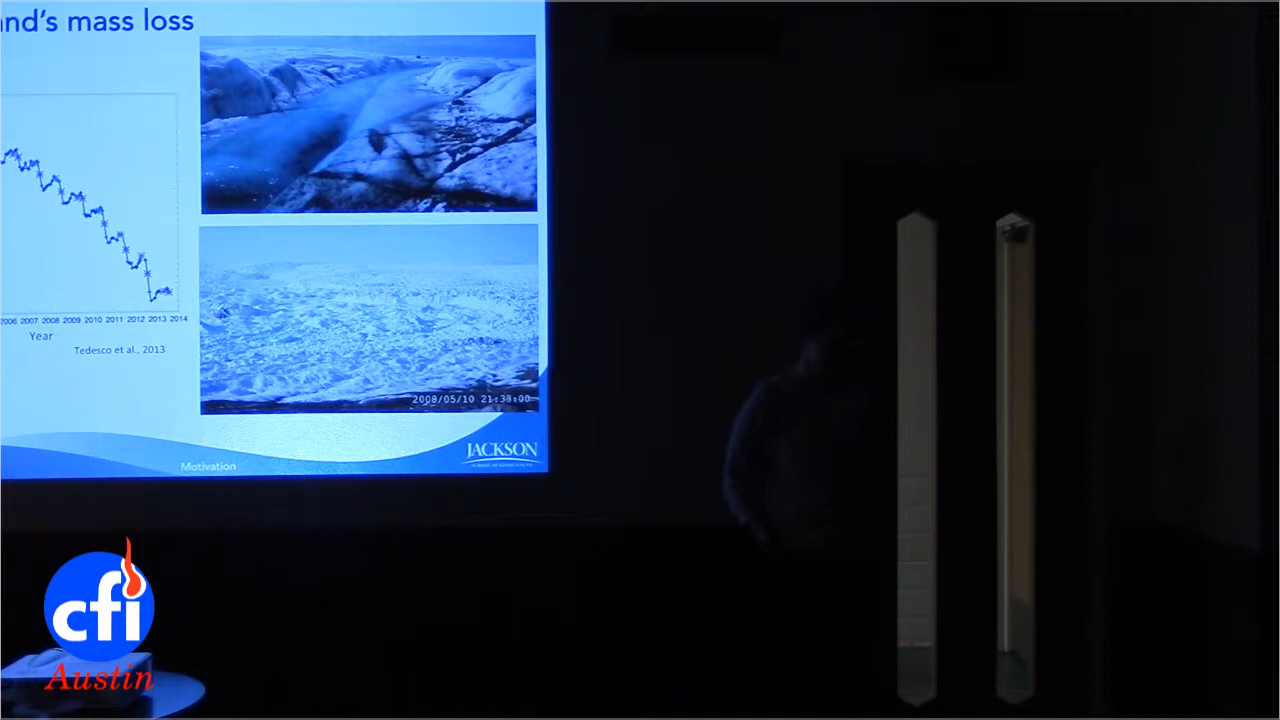 and's mass loss
2006 2007 2008 2009 2010 2011 2012 2013 2014
Year
Tedesco et al., 2013
2008/05/10 21:38:00
Motivation
JACKSON
cfi
Austin